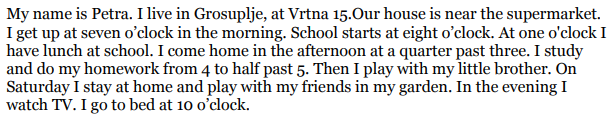 My name is Petra. I live in Grosuplje, at Vrtna 15.Our house is near the supermarket.
I get up at seven o’clock in the morning. School starts at eight o’clock. At one o'clock I
have lunch at school. I come home in the afternoon at a quarter past three. I study
and do my homework from 4 to half past 5. Then I play with my little brother. On
Saturday I stay at home and play with my friends in my garden. In the evening I
watch TV. I go to bed at 10 o’clock.